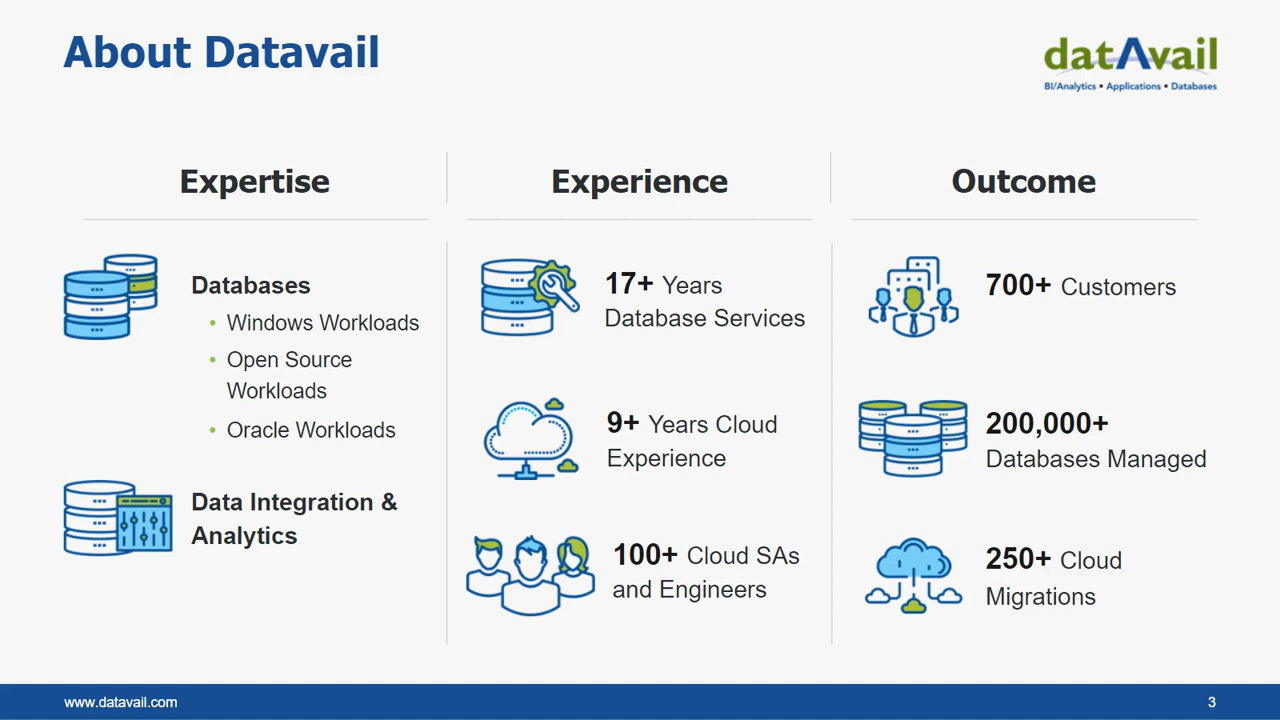 About Datavail
datAvail
BI/Analytics • Applications • Databases
Expertise
Databases
• Windows Workloads
• Open Source
Workloads
• Oracle Workloads
Data Integration &
Analytics
Experience
17+ Years
Database Services
9+ Years Cloud
Experience
100+ Cloud SAs
and Engineers
Outcome
700+ Customers
200,000+
Databases Managed
250+ Cloud
Migrations
www.datavail.com
3